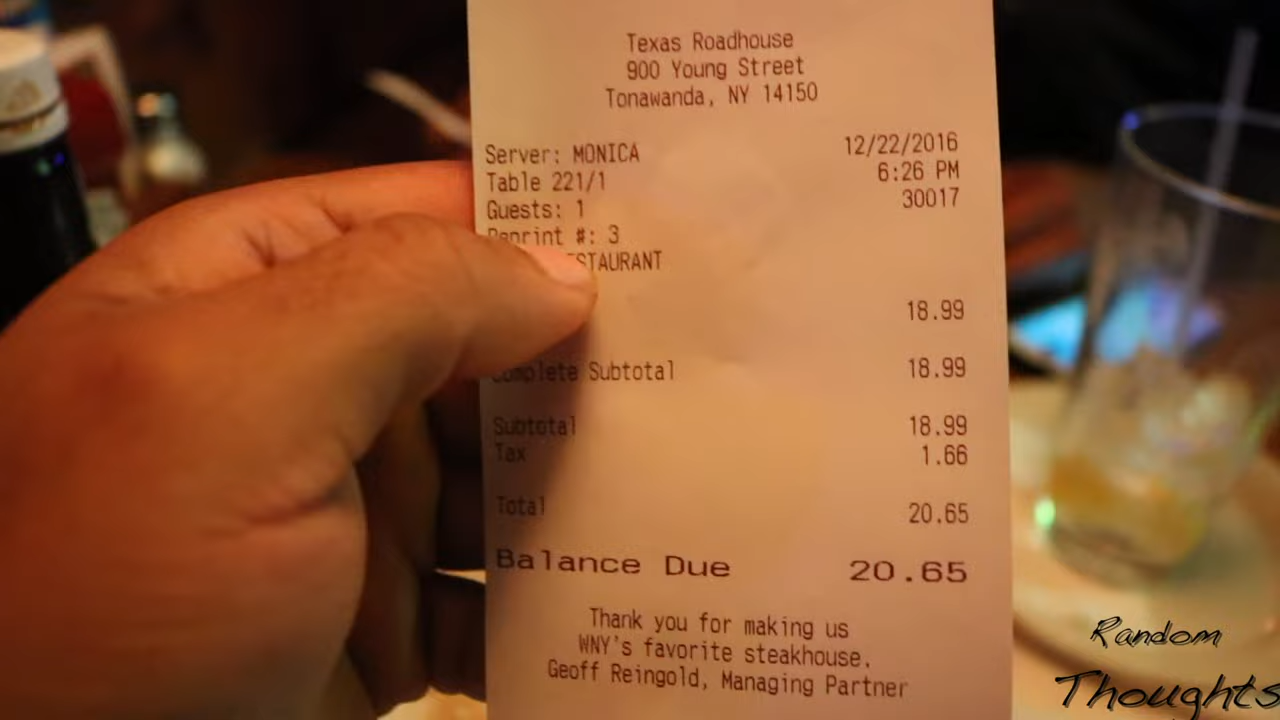 Texas Roadhouse
900 Young Street
Tonawanda, NY 14150
Server: MONICA 12/22/2016
Table 221/1 6:26 PM
Guests: 1 30017
Reprint #: 3
18.99
Complete Subtotal 18.99
Subtotal 18.99
Tax 1.66
Total 20.65
Balance Due 20.65
Thank you for making us
WNY's favorite steakhouse.
Geoff Reingold, Managing Partner
Random
Thoughts